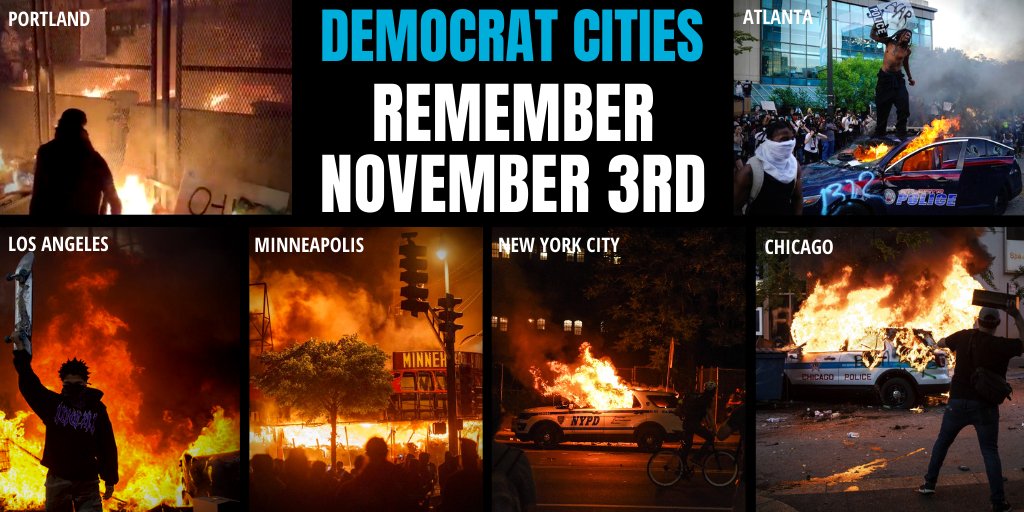 PORTLAND
DEMOCRAT CITIES
REMEMBER
NOVEMBER 3RD
ATLANTA
POLICE
LOS ANGELES
MINNEAPOLIS
NEW YORK CITY
NYPD
CHICAGO
CHICAGO POLICE